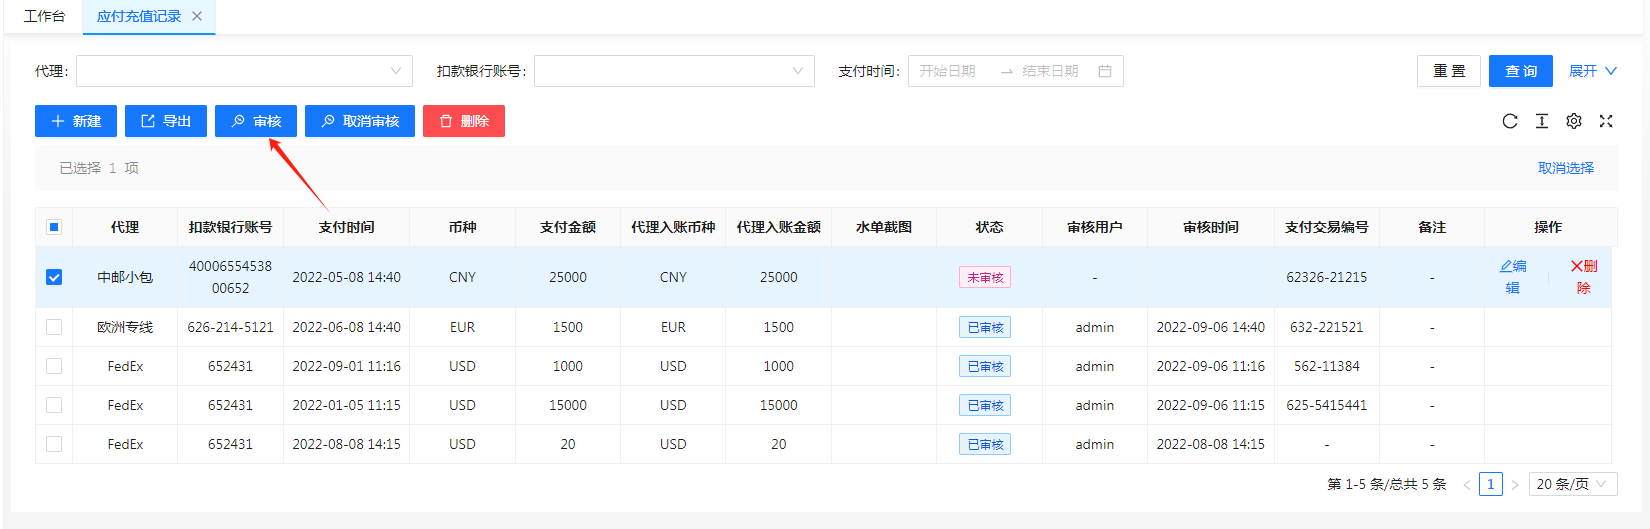 工作台 应付充值记录
代理: 扣款银行账号: 支付时间: 开始日期 结束日期 重 置 查 询 展开
新建 导出 审核 取消审核 删除
已选择 1 项 取消选择
代理 扣款银行账号 支付时间 币种 支付金额 代理入账币种 代理入账金额 水单截图 状态 审核用户 审核时间 支付交易编号 备注 操作
中邮小包 40006554538 00652 2022-05-08 14:40 CNY 25000 CNY 25000 未审核 - 62326-21215 - 编辑 删除
欧洲专线 626-214-5121 2022-06-08 14:40 EUR 1500 EUR 1500 已审核 admin 2022-09-06 14:40 632-221521 -
FedEx 652431 2022-09-01 11:16 USD 1000 USD 1000 已审核 admin 2022-09-06 11:16 562-11384 -
FedEx 652431 2022-01-05 11:15 USD 15000 USD 15000 已审核 admin 2022-09-06 11:15 625-5415441 -
FedEx 652431 2022-08-08 14:15 USD 20 USD 20 已审核 admin 2022-08-08 14:15 - -
第 1-5 条/总共 5 条 < 1 > 20 条/页